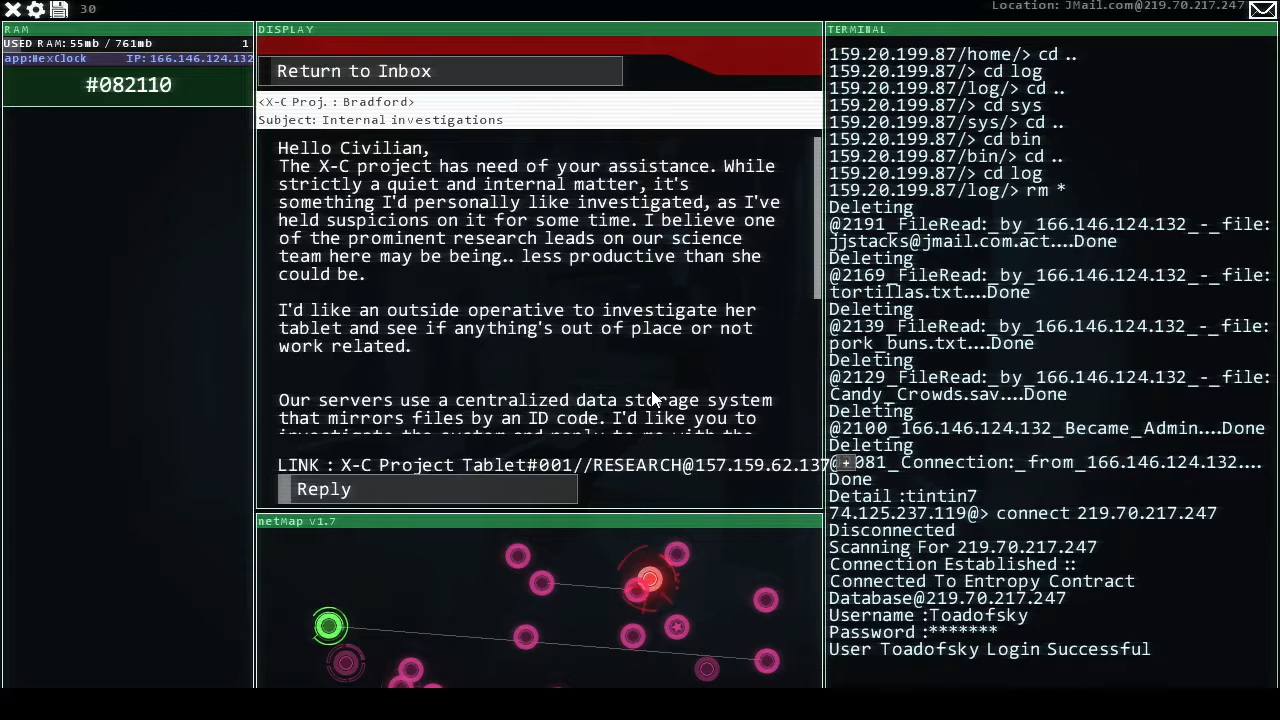 30
Location: JMail.com@219.70.217.247
RAM
USED RAM: 55mb / 761mb 1
app:HexClock IP: 166.146.124.132
#082110
DISPLAY
Return to Inbox
<X-C Proj. : Bradford>
Subject: Internal investigations
Hello Civilian,
The X-C project has need of your assistance. While
strictly a quiet and internal matter, it's
something I'd personally like investigated, as I've
held suspicions on it for some time. I believe one
of the prominent research leads on our science
team here may be being.. less productive than she
could be.
I'd like an outside operative to investigate her
tablet and see if anything's out of place or not
work related.
Our servers use a centralized data storage system
that mirrors files by an ID code. I'd like you to
investigate the system and reply to me with the
LINK : X-C Project Tablet#001//RESEARCH@157.159.62.137
+
Reply
netMap v1.7
TERMINAL
159.20.199.87/home/> cd ..
159.20.199.87/> cd log
159.20.199.87/log/> cd ..
159.20.199.87/> cd sys
159.20.199.87/sys/> cd ..
159.20.199.87/> cd bin
159.20.199.87/bin/> cd ..
159.20.199.87/> cd log
159.20.199.87/log/> rm *
Deleting
@2191_FileRead:_by_166.146.124.132_-_file:
jjstacks@jmail.com.act....Done
Deleting
@2169_FileRead:_by_166.146.124.132_-_file:
tortillas.txt....Done
Deleting
@2139_FileRead:_by_166.146.124.132_-_file:
pork_buns.txt....Done
Deleting
@2129_FileRead:_by_166.146.124.132_-_file:
Candy_Crowds.sav....Done
Deleting
@2100_166.146.124.132_Became_Admin....Done
Deleting
@2081_Connection:_from_166.146.124.132....
Done
Detail :tintin7
74.125.237.119@> connect 219.70.217.247
Disconnected
Scanning For 219.70.217.247
Connection Established ::
Connected To Entropy Contract
Database@219.70.217.247
Username :Toadofsky
Password :*******
User Toadofsky Login Successful